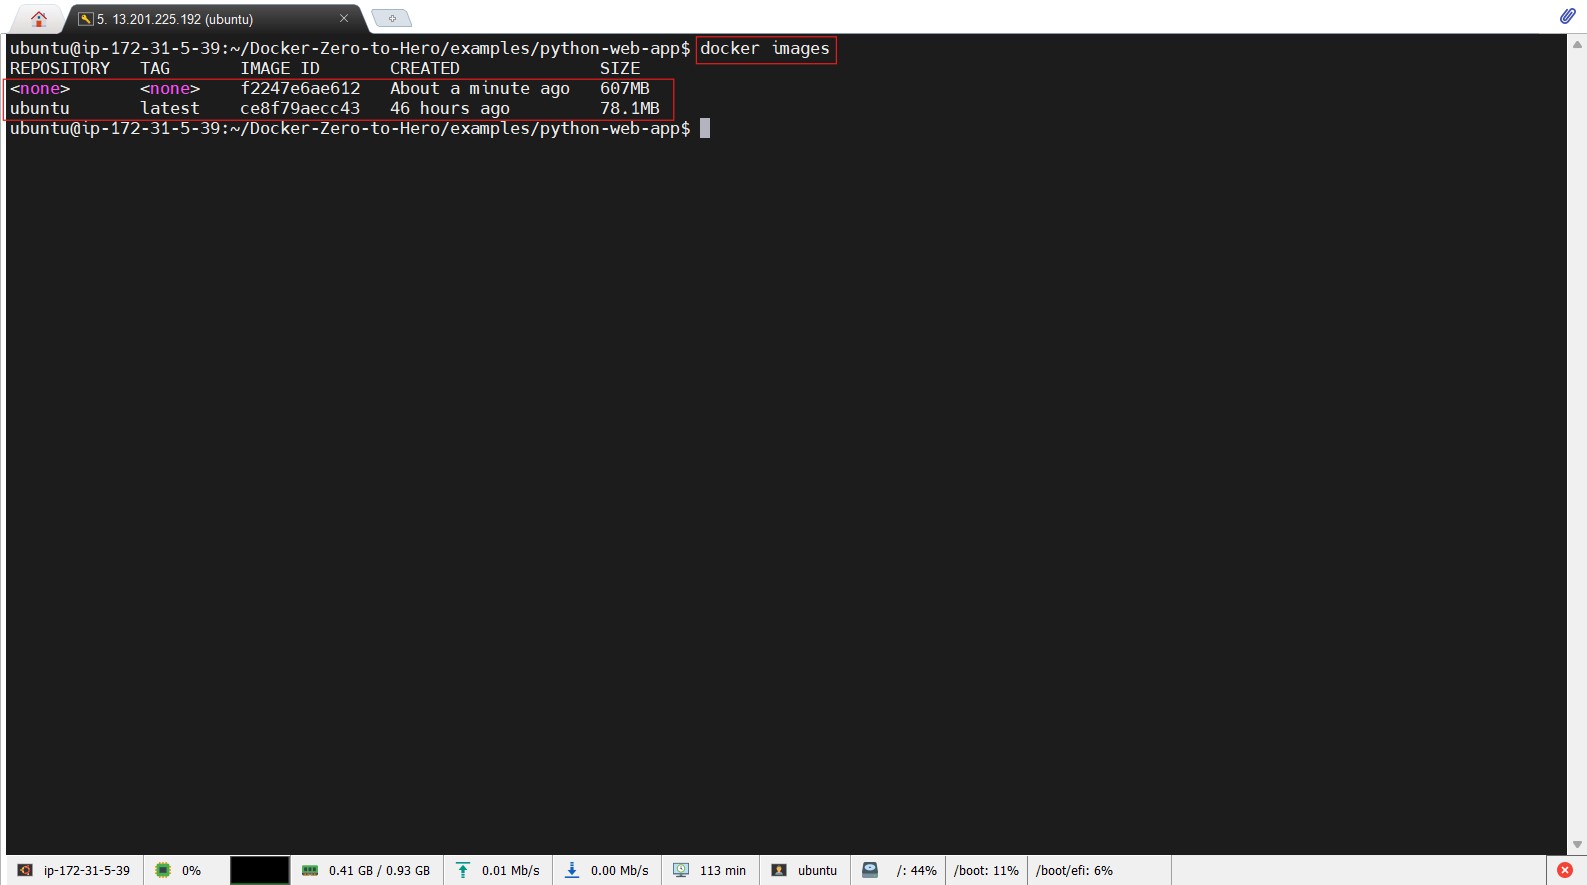 5. 13.201.225.192 (ubuntu)
ubuntu@ip-172-31-5-39:~/Docker-Zero-to-Hero/examples/python-web-app$ docker images
REPOSITORY   TAG       IMAGE ID       CREATED              SIZE
<none>       <none>    f2247e6ae612   About a minute ago   607MB
ubuntu       latest    ce8f79aecc43   46 hours ago         78.1MB
ubuntu@ip-172-31-5-39:~/Docker-Zero-to-Hero/examples/python-web-app$
ip-172-31-5-39 0% 0.41 GB / 0.93 GB 0.01 Mb/s 0.00 Mb/s 113 min ubuntu /: 44% /boot: 11% /boot/efi: 6%